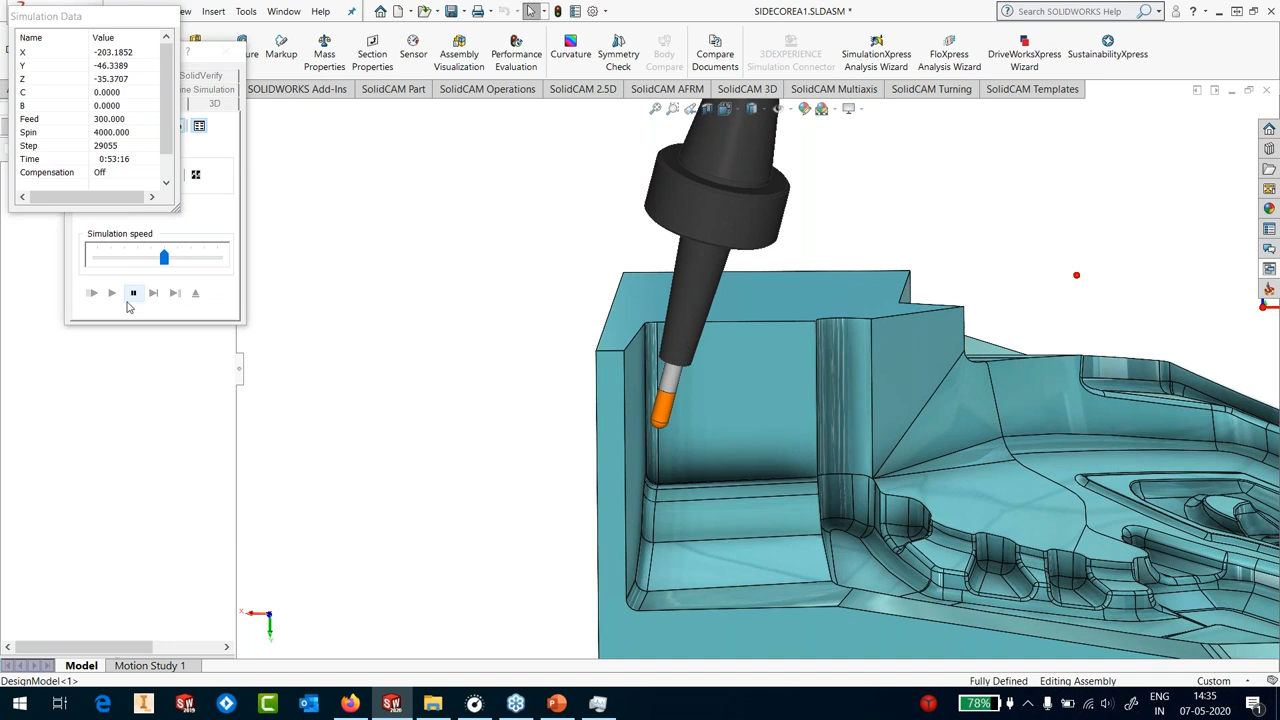 Simulation Data
Name Value
X -203.1852
Y -46.3389
Z -35.3707
C 0.0000
B 0.0000
Feed 300.000
Spin 4000.000
Step 29055
Time 0:53:16
Compensation Off
?
SolidVerify
ne Simulation
3D
Simulation speed
ew Insert Tools Window Help
SIDECOREA1.SLDASM *
Search SOLIDWORKS Help
ure Markup Mass Properties Section Properties Sensor Assembly Visualization Performance Evaluation Curvature Symmetry Check Body Compare Compare Documents 3DEXPERIENCE Simulation Connector SimulationXpress Analysis Wizard FloXpress Analysis Wizard DriveWorksXpress Wizard SustainabilityXpress
SOLIDWORKS Add-Ins SolidCAM Part SolidCAM Operations SolidCAM 2.5D SolidCAM AFRM SolidCAM 3D SolidCAM Multiaxis SolidCAM Turning SolidCAM Templates
X
Y
Model Motion Study 1
DesignModel<1> Fully Defined Editing Assembly Custom
78% ENG 14:35
IN 07-05-2020